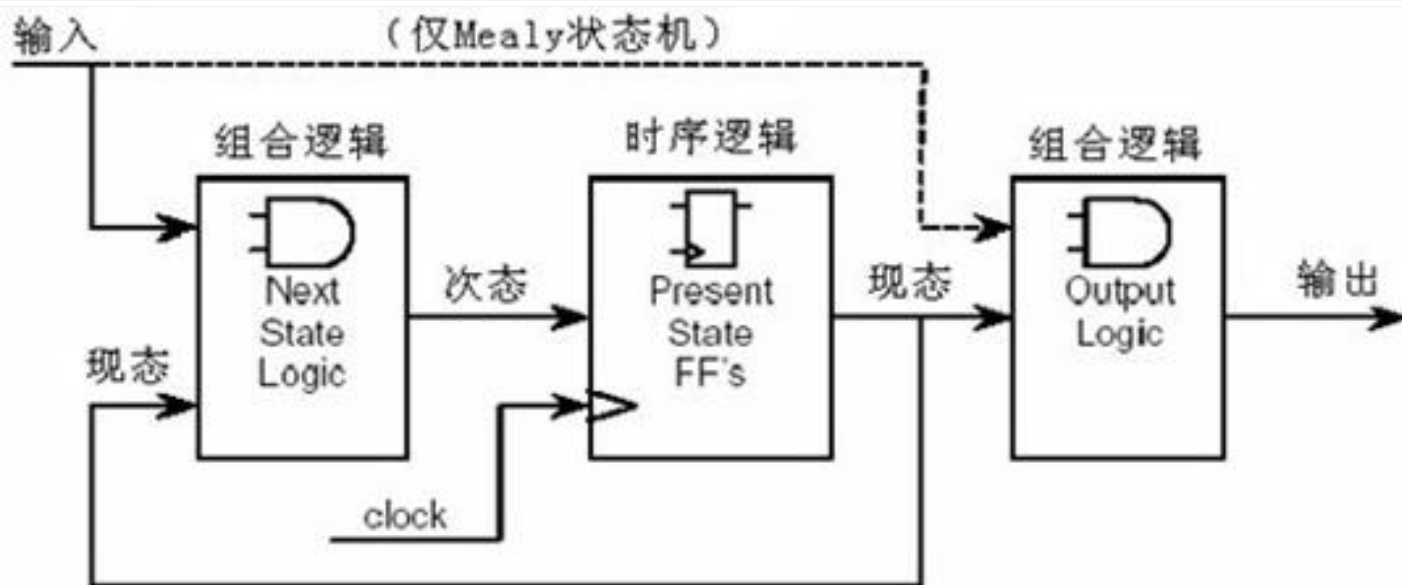 输入
（仅Mealy状态机）
组合逻辑
时序逻辑
组合逻辑
Next
State
Logic
次态
Present
State
FF's
现态
Output
Logic
输出
现态
clock